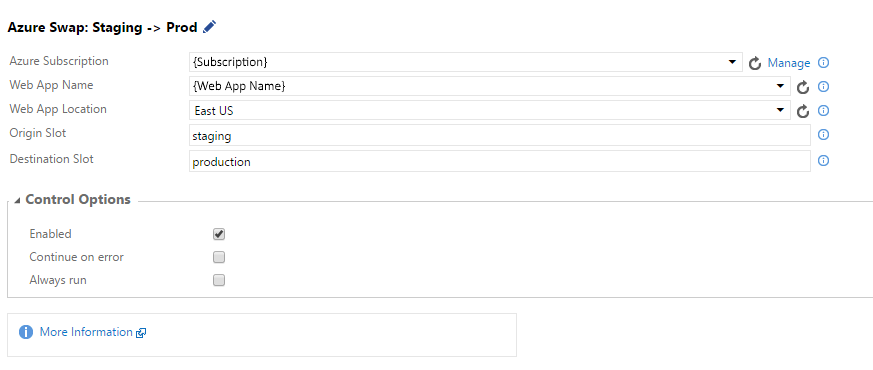 Azure Swap: Staging -> Prod
Azure Subscription {Subscription} Manage
Web App Name {Web App Name}
Web App Location East US
Origin Slot staging
Destination Slot production
Control Options
Enabled
Continue on error
Always run
More Information